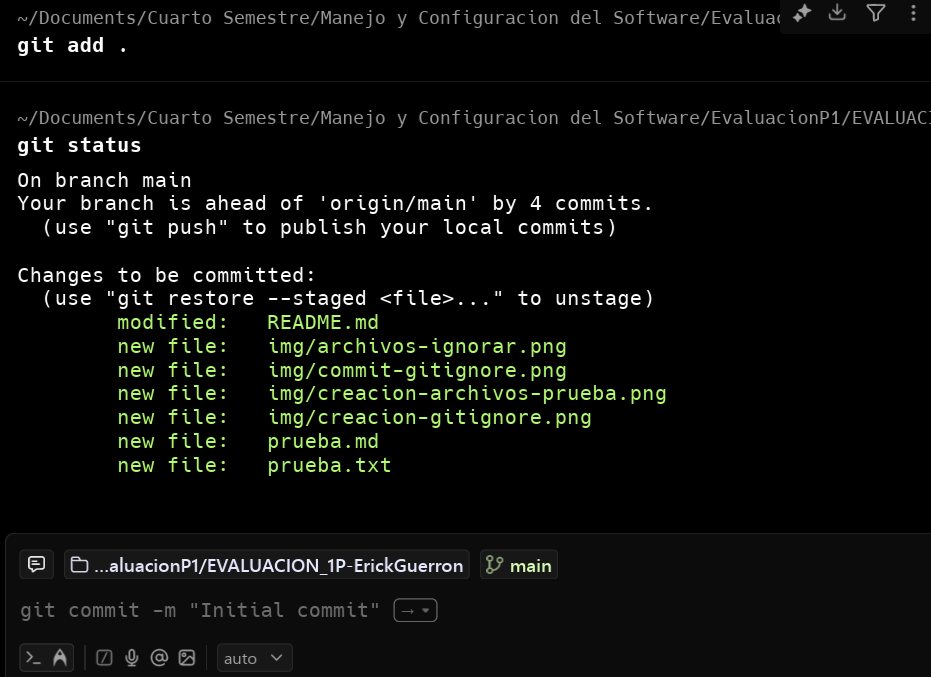 ~/Documents/Cuarto Semestre/Manejo y Configuracion del Software/Evaluac
git add .
~/Documents/Cuarto Semestre/Manejo y Configuracion del Software/EvaluacionP1/EVALUACI
git status
On branch main
Your branch is ahead of 'origin/main' by 4 commits.
(use "git push" to publish your local commits)
Changes to be committed:
(use "git restore --staged <file>..." to unstage)
modified: README.md
new file: img/archivos-ignorar.png
new file: img/commit-gitignore.png
new file: img/creacion-archivos-prueba.png
new file: img/creacion-gitignore.png
new file: prueba.md
new file: prueba.txt
...aluacionP1/EVALUACION_1P-ErickGuerron main
git commit -m "Initial commit"
auto